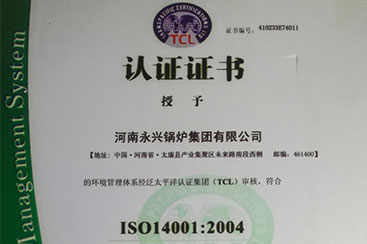 TRANSPACIFIC CERTIFICATIONS LTD
TCL
证书编号: 410233E74011
认证证书
授予
河南永兴锅炉集团有限公司
【地址: 中国·河南省·太康县产业集聚区未来路南段西侧 邮编: 461400】
的环境管理体系经泛太平洋认证集团(TCL)审核,符合
ISO14001:2004
Management System